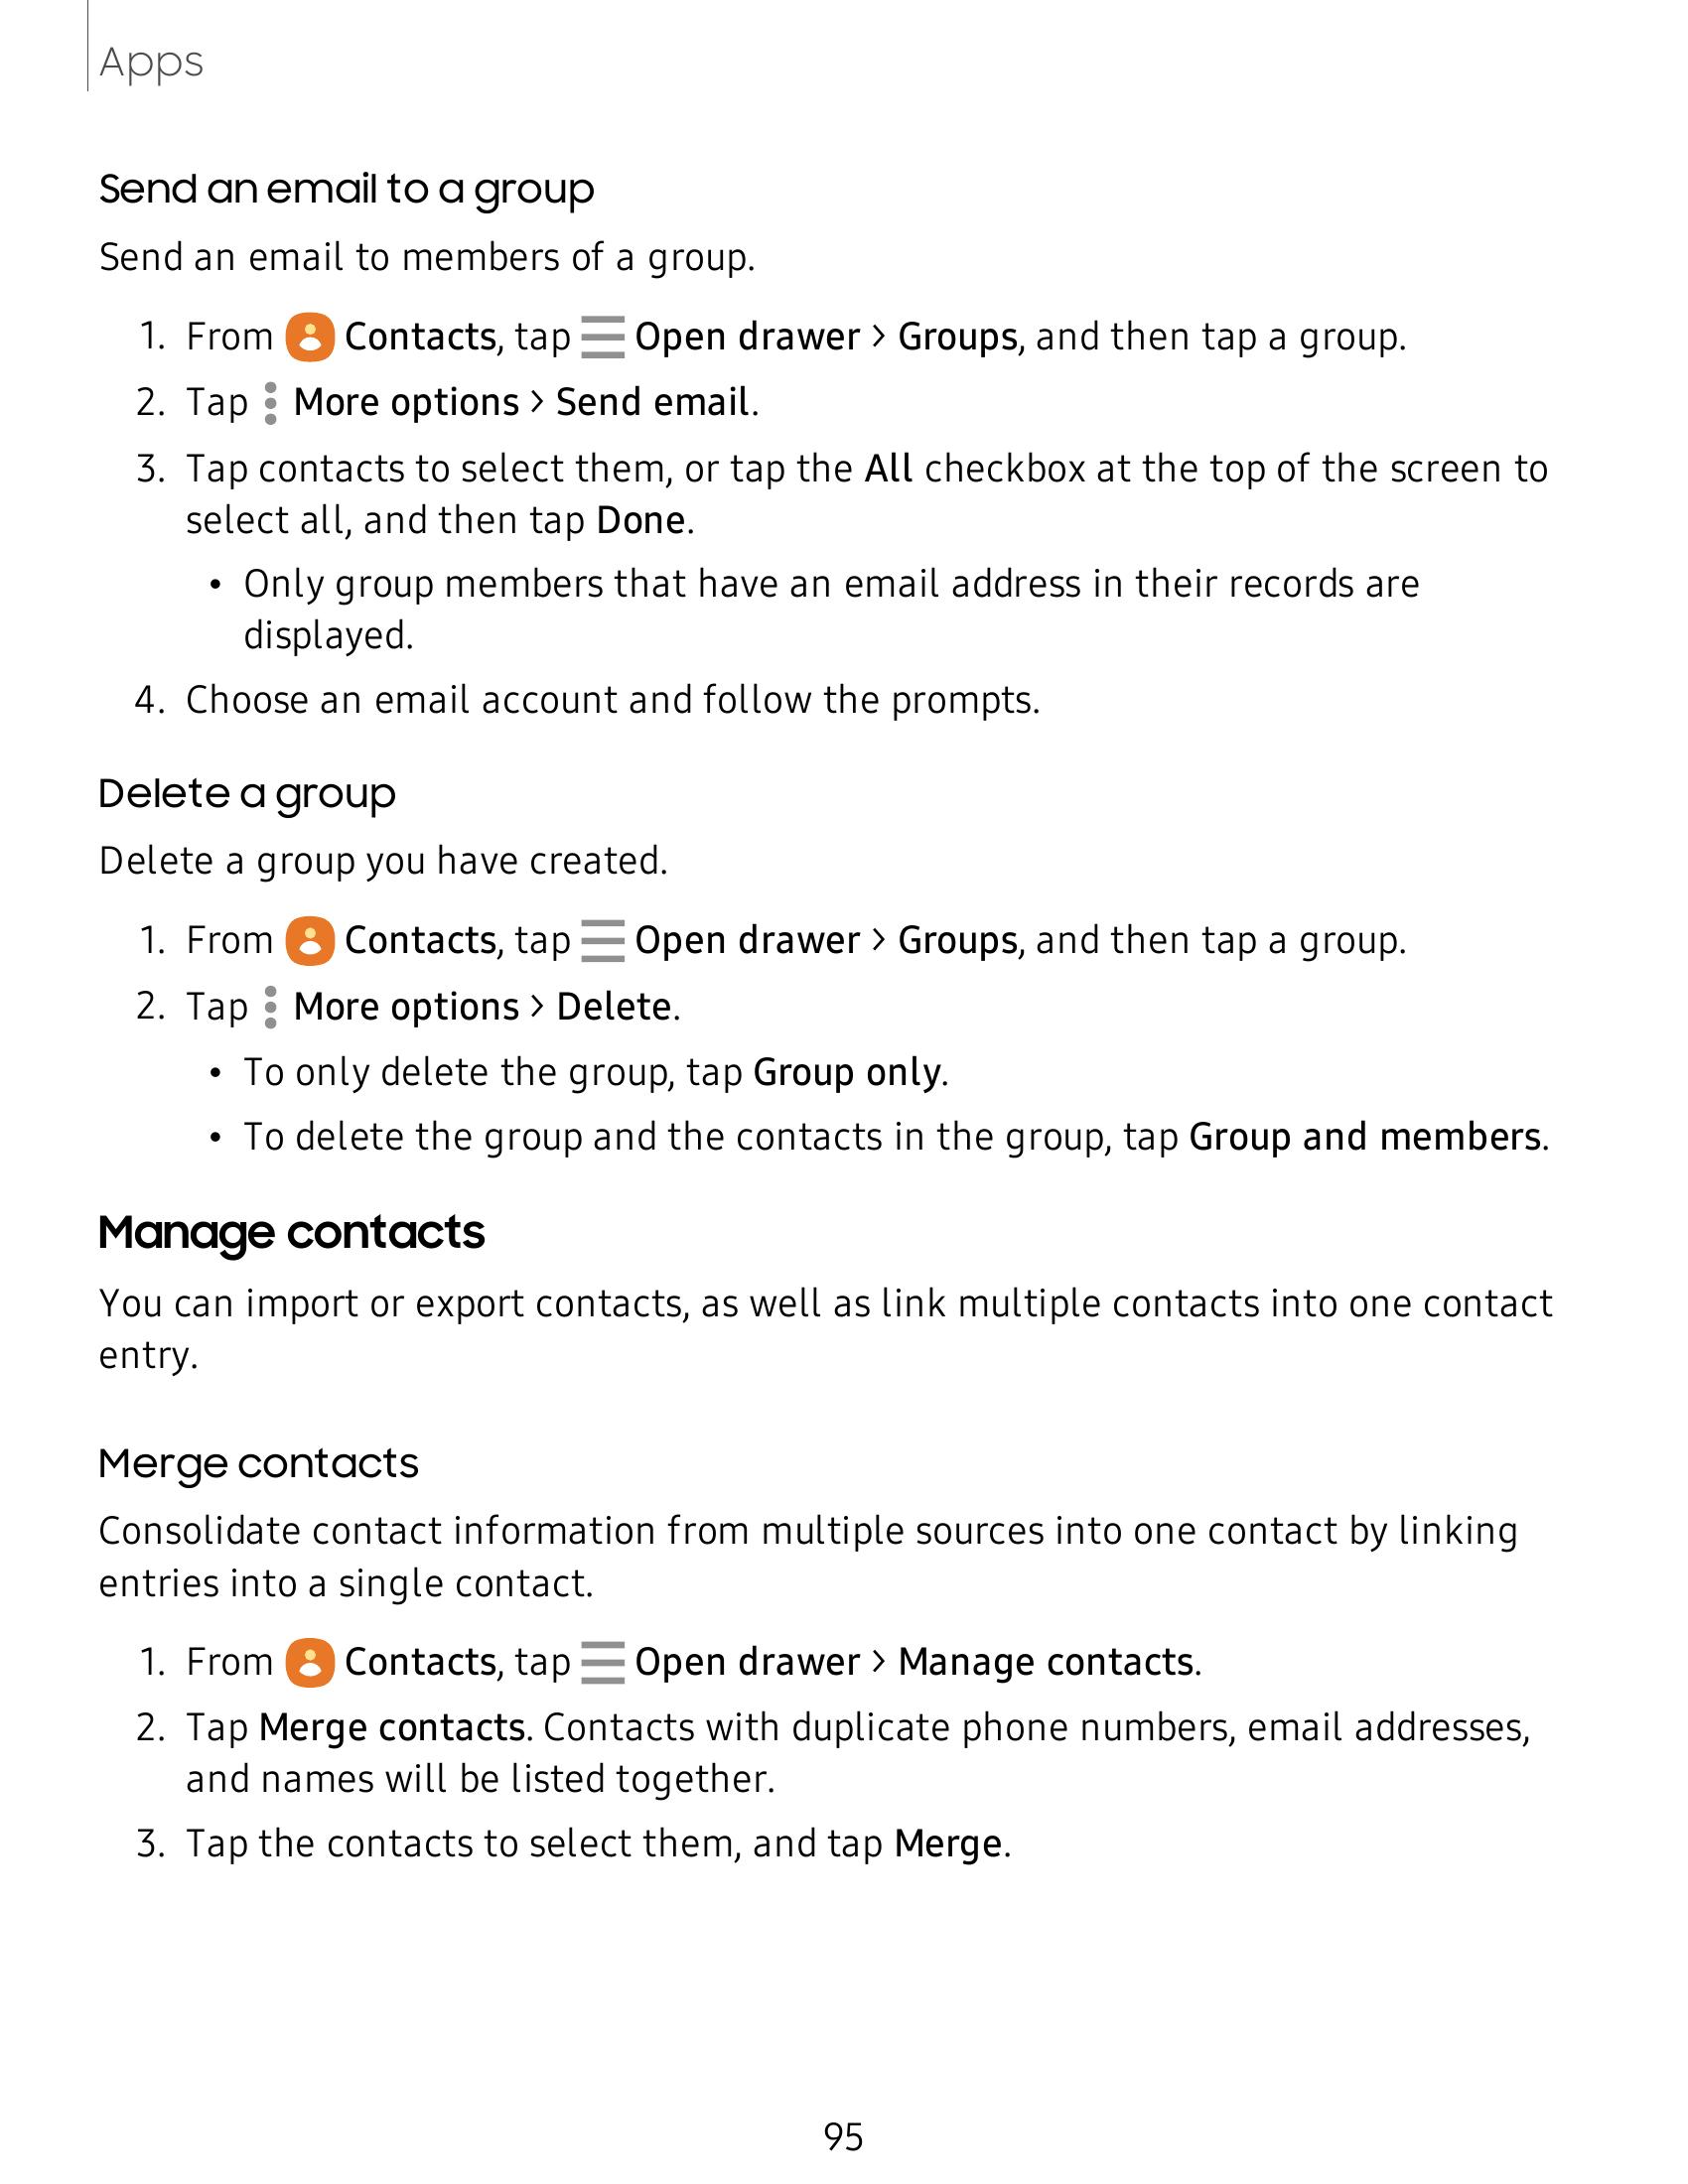 Apps
Send an email to a group
Send an email to members of a group.
1. From Contacts, tap Open drawer > Groups, and then tap a group.
2. Tap More options > Send email.
3. Tap contacts to select them, or tap the All checkbox at the top of the screen to
select all, and then tap Done.
• Only group members that have an email address in their records are
displayed.
4. Choose an email account and follow the prompts.
Delete a group
Delete a group you have created.
1. From Contacts, tap Open drawer > Groups, and then tap a group.
2. Tap More options > Delete.
• To only delete the group, tap Group only.
• To delete the group and the contacts in the group, tap Group and members.
Manage contacts
You can import or export contacts, as well as link multiple contacts into one contact
entry.
Merge contacts
Consolidate contact information from multiple sources into one contact by linking
entries into a single contact.
1. From Contacts, tap Open drawer > Manage contacts.
2. Tap Merge contacts. Contacts with duplicate phone numbers, email addresses,
and names will be listed together.
3. Tap the contacts to select them, and tap Merge.
95